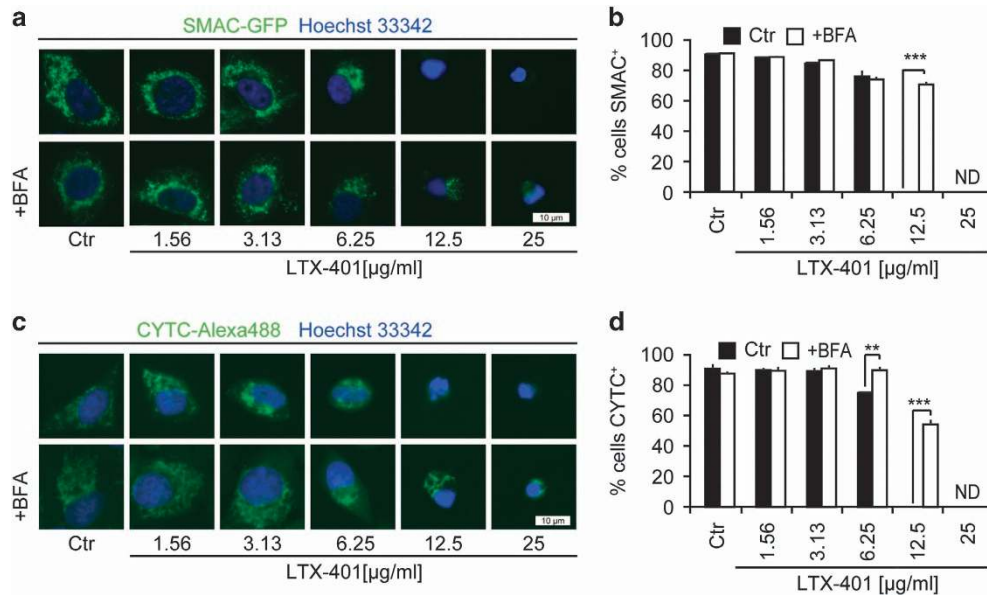 a
SMAC-GFP Hoechst 33342
+BFA
10 µm
Ctr 1.56 3.13 6.25 12.5 25
LTX-401[µg/ml]
b
Ctr +BFA
% cells SMAC+
100
80
60
40
20
0
***
ND
Ctr 1.56 3.13 6.25 12.5 25
LTX-401 [µg/ml]
c
CYTC-Alexa488 Hoechst 33342
+BFA
10 µm
Ctr 1.56 3.13 6.25 12.5 25
LTX-401[µg/ml]
d
Ctr +BFA
% cells CYTC+
100
80
60
40
20
0
**
***
ND
Ctr 1.56 3.13 6.25 12.5 25
LTX-401 [µg/ml]